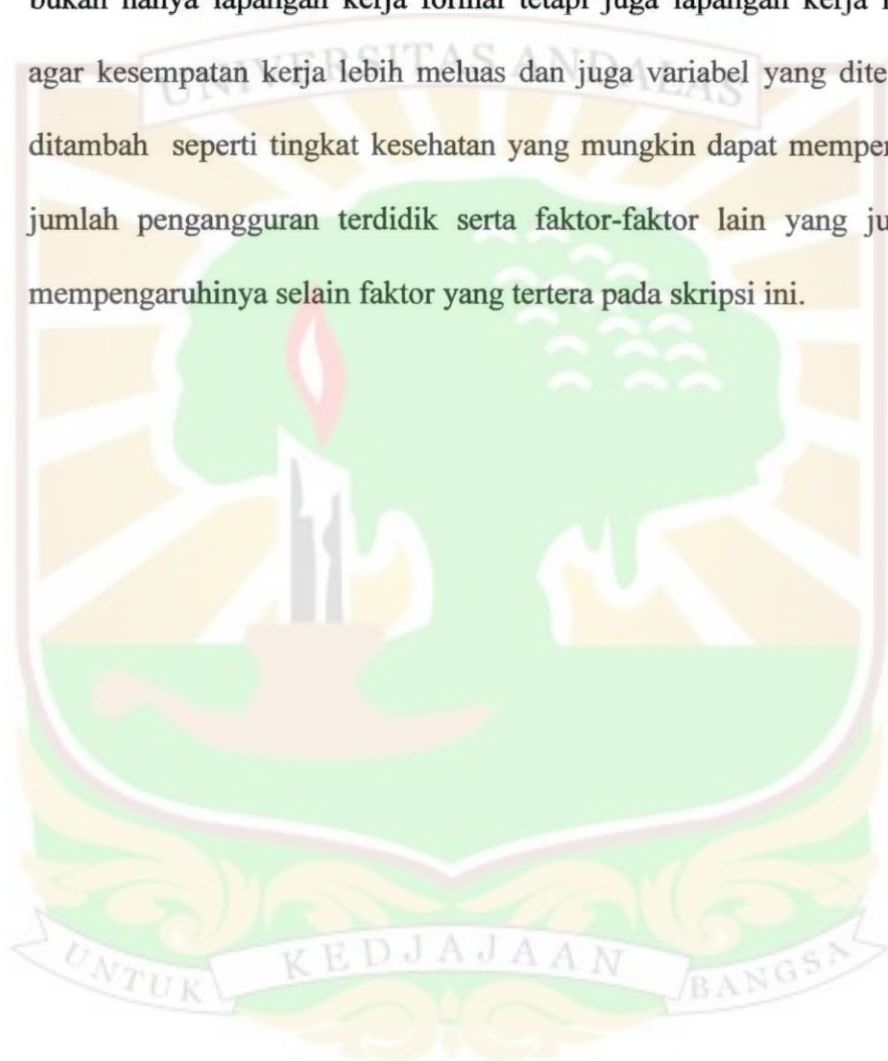 bukan hanya lapangan kerja formal tetapi juga lapangan kerja
UNIVERSITAS ANDALAS
agar kesempatan kerja lebih meluas dan juga variabel yang dite
ditambah seperti tingkat kesehatan yang mungkin dapat memper
jumlah pengangguran terdidik serta faktor-faktor lain yang ju
mempengaruhinya selain faktor yang tertera pada skripsi ini.
UNTUK KEDJAJAAN BANGSA